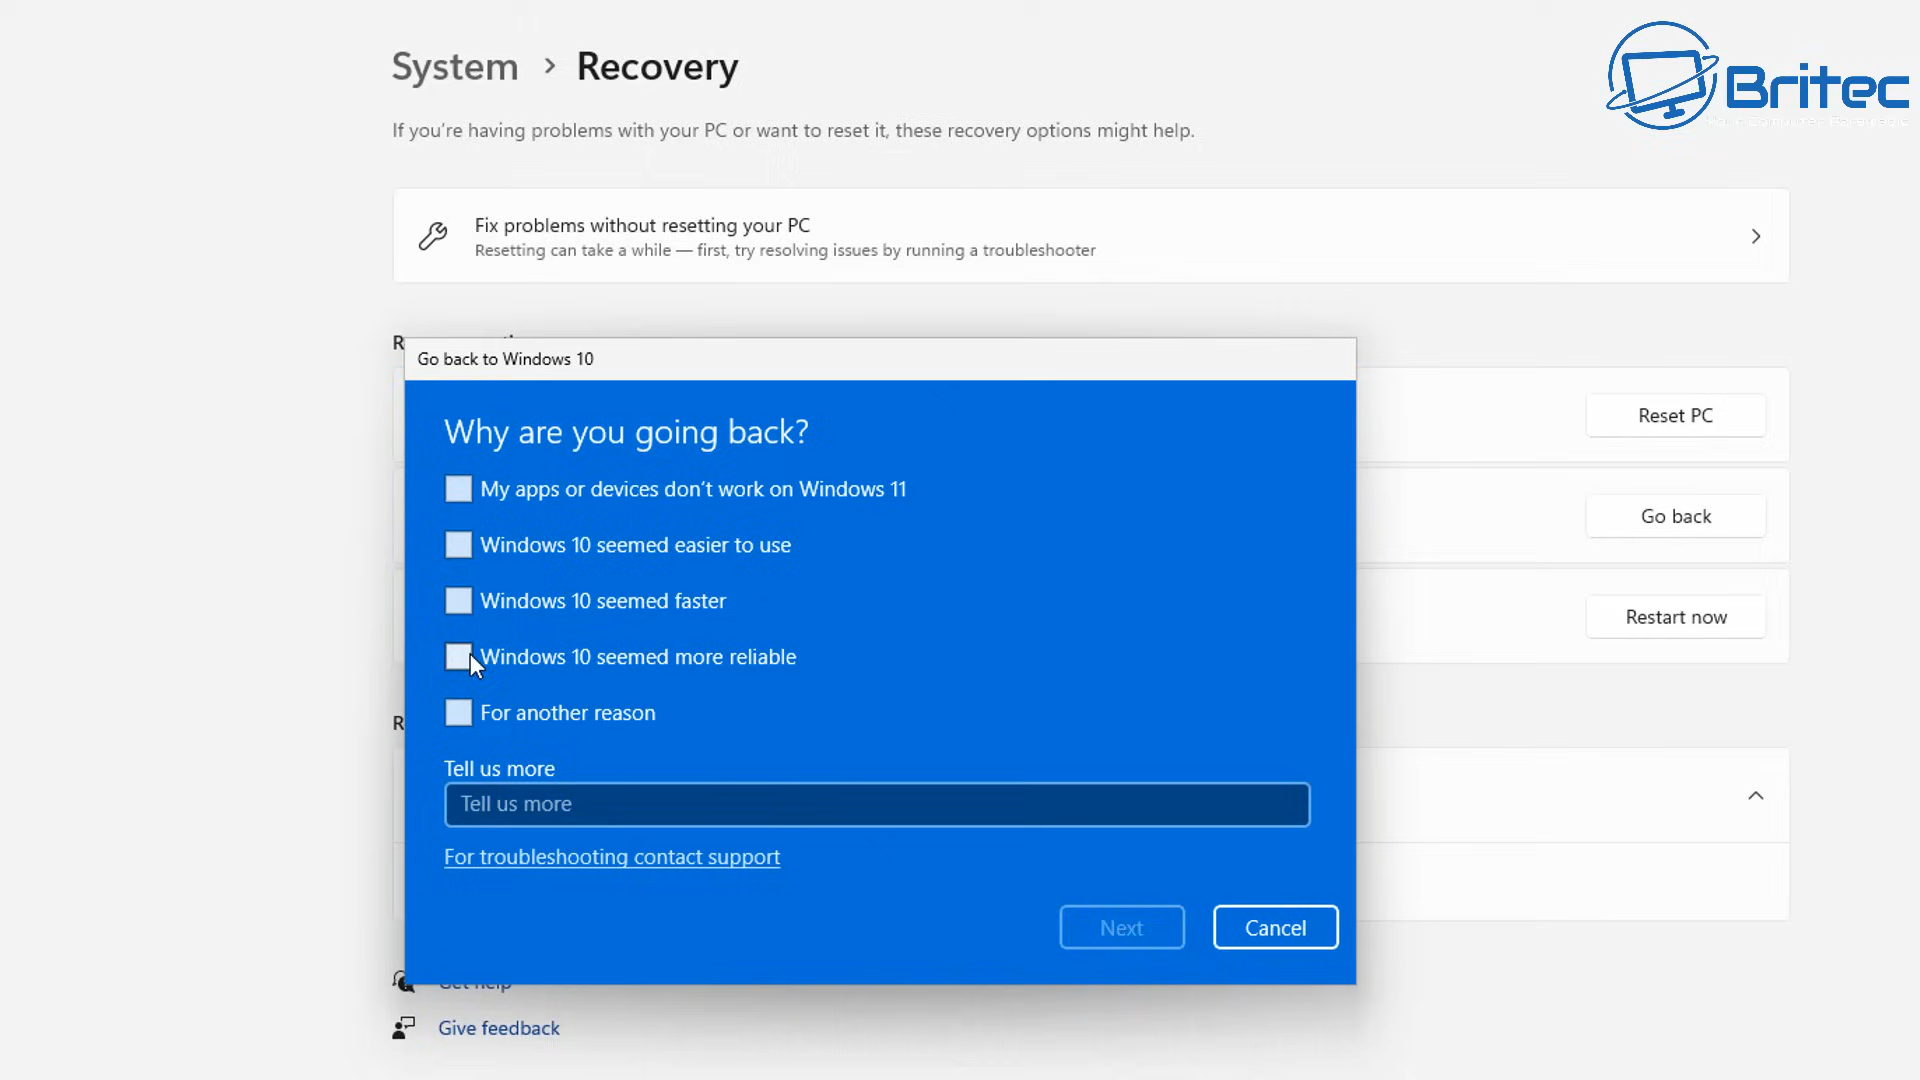 System > Recovery
Britec
If you're having problems with your PC or want to reset it, these recovery options might help.
Fix problems without resetting your PC
Resetting can take a while — first, try resolving issues by running a troubleshooter
Go back to Windows 10
Why are you going back?
My apps or devices don't work on Windows 11
Windows 10 seemed easier to use
Windows 10 seemed faster
Windows 10 seemed more reliable
For another reason
Tell us more
Tell us more
For troubleshooting contact support
Next
Cancel
Reset PC
Go back
Restart now
Get help
Give feedback